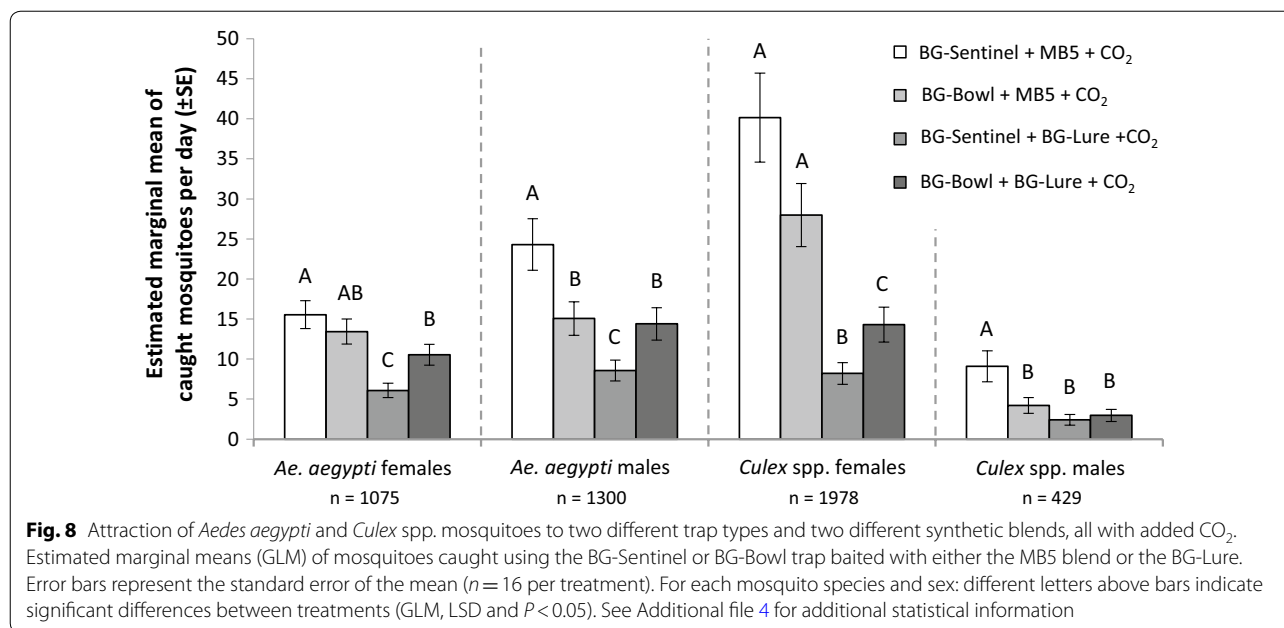 Estimated marginal mean of
caught mosquitoes per day (±SE)
50
45
40
35
30
25
20
15
10
5
0
A
AB
C
B
A
B
C
B
A
A
B
C
A
B
B
B
BG-Sentinel + MB5 + CO₂
BG-Bowl + MB5 + CO₂
BG-Sentinel + BG-Lure +CO₂
BG-Bowl + BG-Lure + CO₂
Ae. aegypti females
n = 1075
Ae. aegypti males
n = 1300
Culex spp. females
n = 1978
Culex spp. males
n = 429
Fig. 8 Attraction of Aedes aegypti and Culex spp. mosquitoes to two different trap types and two different synthetic blends, all with added CO₂.
Estimated marginal means (GLM) of mosquitoes caught using the BG-Sentinel or BG-Bowl trap baited with either the MB5 blend or the BG-Lure.
Error bars represent the standard error of the mean (n = 16 per treatment). For each mosquito species and sex: different letters above bars indicate
significant differences between treatments (GLM, LSD and P < 0.05). See Additional file 4 for additional statistical information